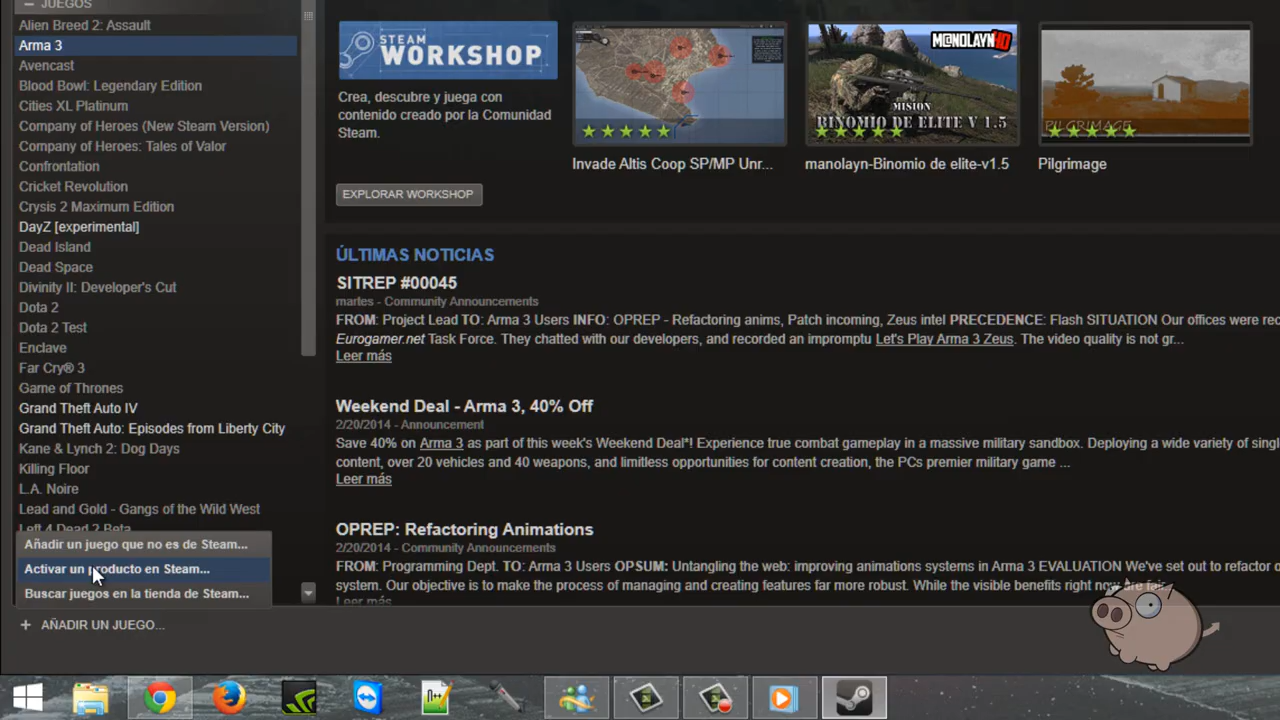 JUEGOS
Alien Breed 2: Assault
Arma 3
Avencast
Blood Bowl: Legendary Edition
Cities XL Platinum
Company of Heroes (New Steam Version)
Company of Heroes: Tales of Valor
Confrontation
Cricket Revolution
Crysis 2 Maximum Edition
DayZ [experimental]
Dead Island
Dead Space
Divinity II: Developer's Cut
Dota 2
Dota 2 Test
Enclave
Far Cry® 3
Game of Thrones
Grand Theft Auto IV
Grand Theft Auto: Episodes from Liberty City
Kane & Lynch 2: Dog Days
Killing Floor
L.A. Noire
Lead and Gold - Gangs of the Wild West
Left 4 Dead 2 Beta
Añadir un juego que no es de Steam...
Activar un producto en Steam...
Buscar juegos en la tienda de Steam...
+ AÑADIR UN JUEGO...
STEAM
WORKSHOP
Crea, descubre y juega con
contenido creado por la Comunidad
Steam.
EXPLORAR WORKSHOP
Invade Altis Coop SP/MP Unr...
M@NOLAYNHD
MISION
BINOMIO DE ELITE V 1.5
manolayn-Binomio de elite-v1.5
PILGRIMAGE
Pilgrimage
ÚLTIMAS NOTICIAS
SITREP #00045
martes - Community Announcements
FROM: Project Lead TO: Arma 3 Users INFO: OPREP - Refactoring anims, Patch incoming, Zeus intel PRECEDENCE: Flash SITUATION Our offices were rec
Eurogamer.net Task Force. They chatted with our developers, and recorded an impromptu Let's Play Arma 3 Zeus. The video quality is not gr...
Leer más
Weekend Deal - Arma 3, 40% Off
2/20/2014 - Announcement
Save 40% on Arma 3 as part of this week's Weekend Deal*! Experience true combat gameplay in a massive military sandbox. Deploying a wide variety of singl
content, over 20 vehicles and 40 weapons, and limitless opportunities for content creation, the PCs premier military game ...
Leer más
OPREP: Refactoring Animations
2/20/2014 - Community Announcements
FROM: Programming Dept. TO: Arma 3 Users OPSUM: Untangling the web: improving animations systems in Arma 3 EVALUATION We've set out to refactor o
system. Our objective is to make the process of managing and creating features far more robust. While the visible benefits right now are fair...
Leer más